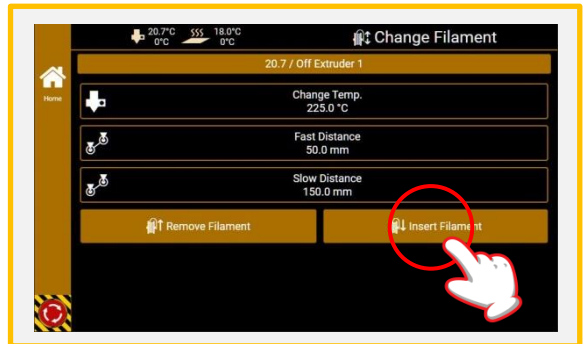 20.7°C 18.0°C
0°C 0°C
Change Filament
20.7 / Off Extruder 1
Home
Change Temp.
225.0 °C
Fast Distance
50.0 mm
Slow Distance
150.0 mm
Remove Filament
Insert Filament